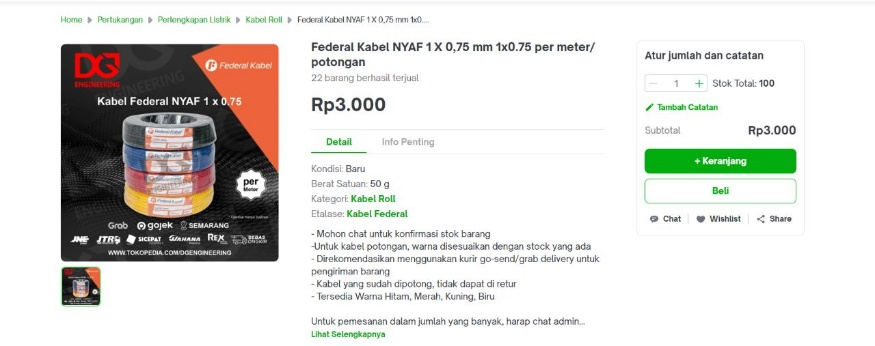 Home Pertukangan Perlengkapan Listrik Kabel Roll Federal Kabel NYAF 1 X 0,75 mm 1x0....
DG
ENGINEERING
Federal Kabel
Kabel Federal NYAF 1 x 0.75
per
Meter
Grab gojek SEMARANG
JNE JTR SICEPAT WAHANA REX BEBAS ONGKIR
WWW.TOKOPEDIA.COM/DGENGINEERING
Federal Kabel NYAF 1 X 0,75 mm 1x0.75 per meter/
potongan
22 barang berhasil terjual
Rp3.000
Detail Info Penting
Kondisi: Baru
Berat Satuan: 50 g
Kategori: Kabel Roll
Etalase: Kabel Federal
- Mohon chat untuk konfirmasi stok barang
-Untuk kabel potongan, warna disesuaikan dengan stock yang ada
- Direkomendasikan menggunakan kurir go-send/grab delivery untuk
pengiriman barang
- Kabel yang sudah dipotong, tidak dapat di retur
- Tersedia Warna Hitam, Merah, Kuning, Biru
Untuk pemesanan dalam jumlah yang banyak, harap chat admin...
Lihat Selengkapnya
Atur jumlah dan catatan
1 + Stok Total: 100
Tambah Catatan
Subtotal Rp3.000
+ Keranjang
Beli
Chat Wishlist Share